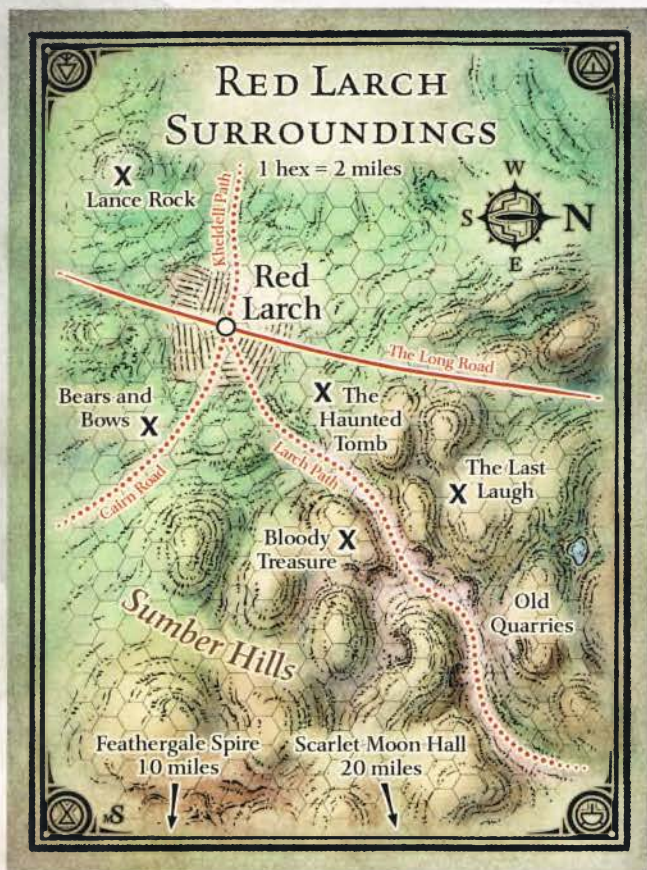 RED LARCH
SURROUNDINGS
1 hex = 2 miles
W
S
N
E
Lance Rock
Kheldell Path
Red
Larch
The Long Road
Bears and
Bows
The
Haunted
Tomb
Larch Path
Cairn Road
The Last
Laugh
Bloody
Treasure
Old
Quarries
Sumber Hills
Feathergale Spire
10 miles
Scarlet Moon Hall
20 miles
MS